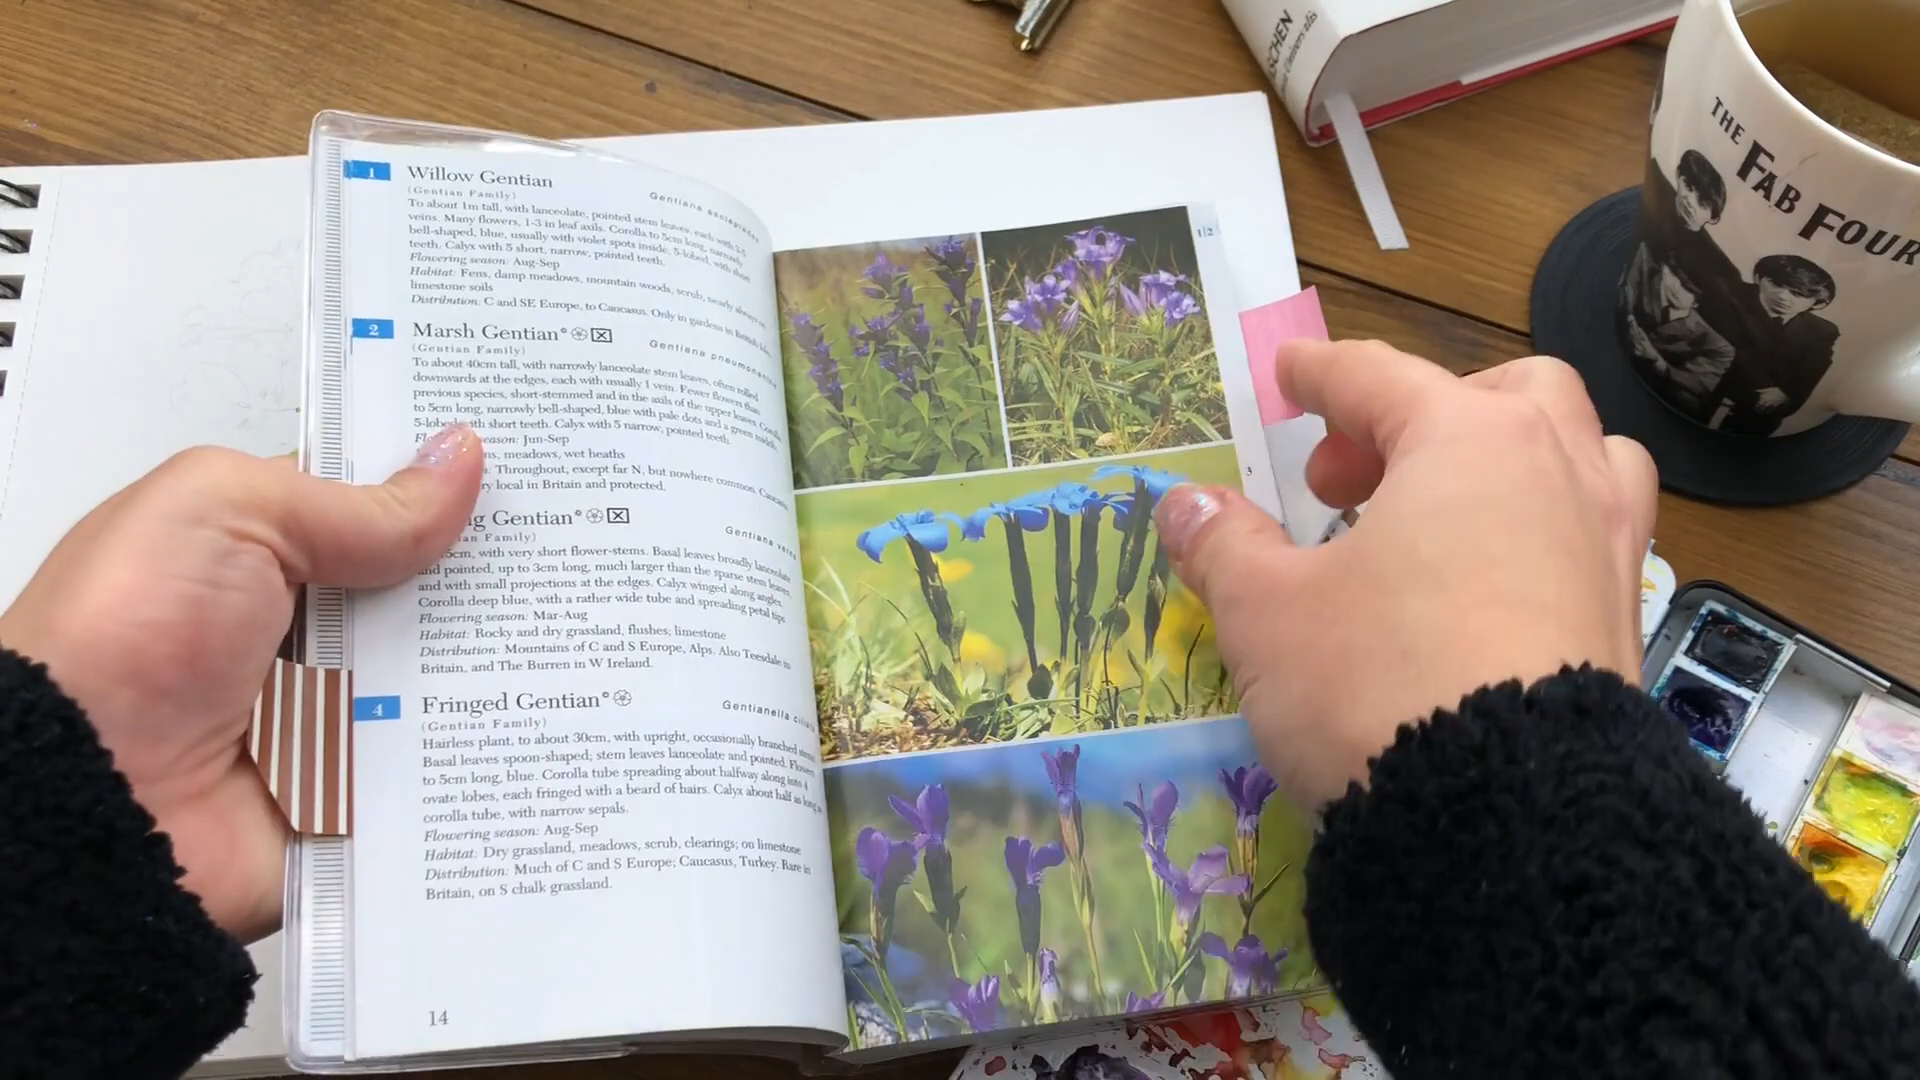 1
Willow Gentian
(Gentian Family)
Gentiana asclepiadea
To about 1m tall, with lanceolate, pointed stem leaves, each with 3-5
veins. Many flowers, 1-3 in leaf axils. Corolla to 5cm long, narrowly
bell-shaped, blue, usually with violet spots inside, 5-lobed, with short
teeth. Calyx with 5 short, narrow, pointed teeth.
Flowering season: Aug-Sep
Habitat: Fens, damp meadows, mountain woods, scrub, nearly always on
limestone soils
Distribution: C and SE Europe, to Caucasus. Only in gardens in British
2
Marsh Gentian
(Gentian Family)
Gentiana pneumonanthe
To about 40cm tall, with narrowly lanceolate stem leaves, often rolled
downwards at the edges, each with usually 1 vein. Fewer flowers than
previous species, short-stemmed and in the axils of the upper leaves. Corolla
to 5cm long, narrowly bell-shaped, blue with pale dots and a green
5-lobed with short teeth. Calyx with 5 narrow, pointed teeth.
season: Jun-Sep
ns, meadows, wet heaths
: Throughout, except far N, but nowhere common. Caucasus
ry local in Britain and protected.
ng Gentian
ian Family)
Gentiana verna
5cm, with very short flower-stems. Basal leaves broadly lanceolate
and pointed, up to 3cm long, much larger than the sparse stem leaves,
and with small projections at the edges. Calyx winged along angles.
Corolla deep blue, with a rather wide tube and spreading petal tips
Flowering season: Mar-Aug
Habitat: Rocky and dry grassland, flushes; limestone
Distribution: Mountains of C and S Europe, Alps. Also Teesdale in
Britain, and The Burren in W Ireland.
4
Fringed Gentian
(Gentian Family)
Gentianella ciliata
Hairless plant, to about 30cm, with upright, occasionally branched stems.
Basal leaves spoon-shaped; stem leaves lanceolate and pointed. Flowers
to 5cm long, blue. Corolla tube spreading about halfway along into 4
ovate lobes, each fringed with a beard of hairs. Calyx about half as long as
corolla tube, with narrow sepals.
Flowering season: Aug-Sep
Habitat: Dry grassland, meadows, scrub, clearings; on limestone
Distribution: Much of C and S Europe; Caucasus, Turkey. Rare in
Britain, on S chalk grassland.
14
1 2
3
SCHEN
THE
FAB FOUR